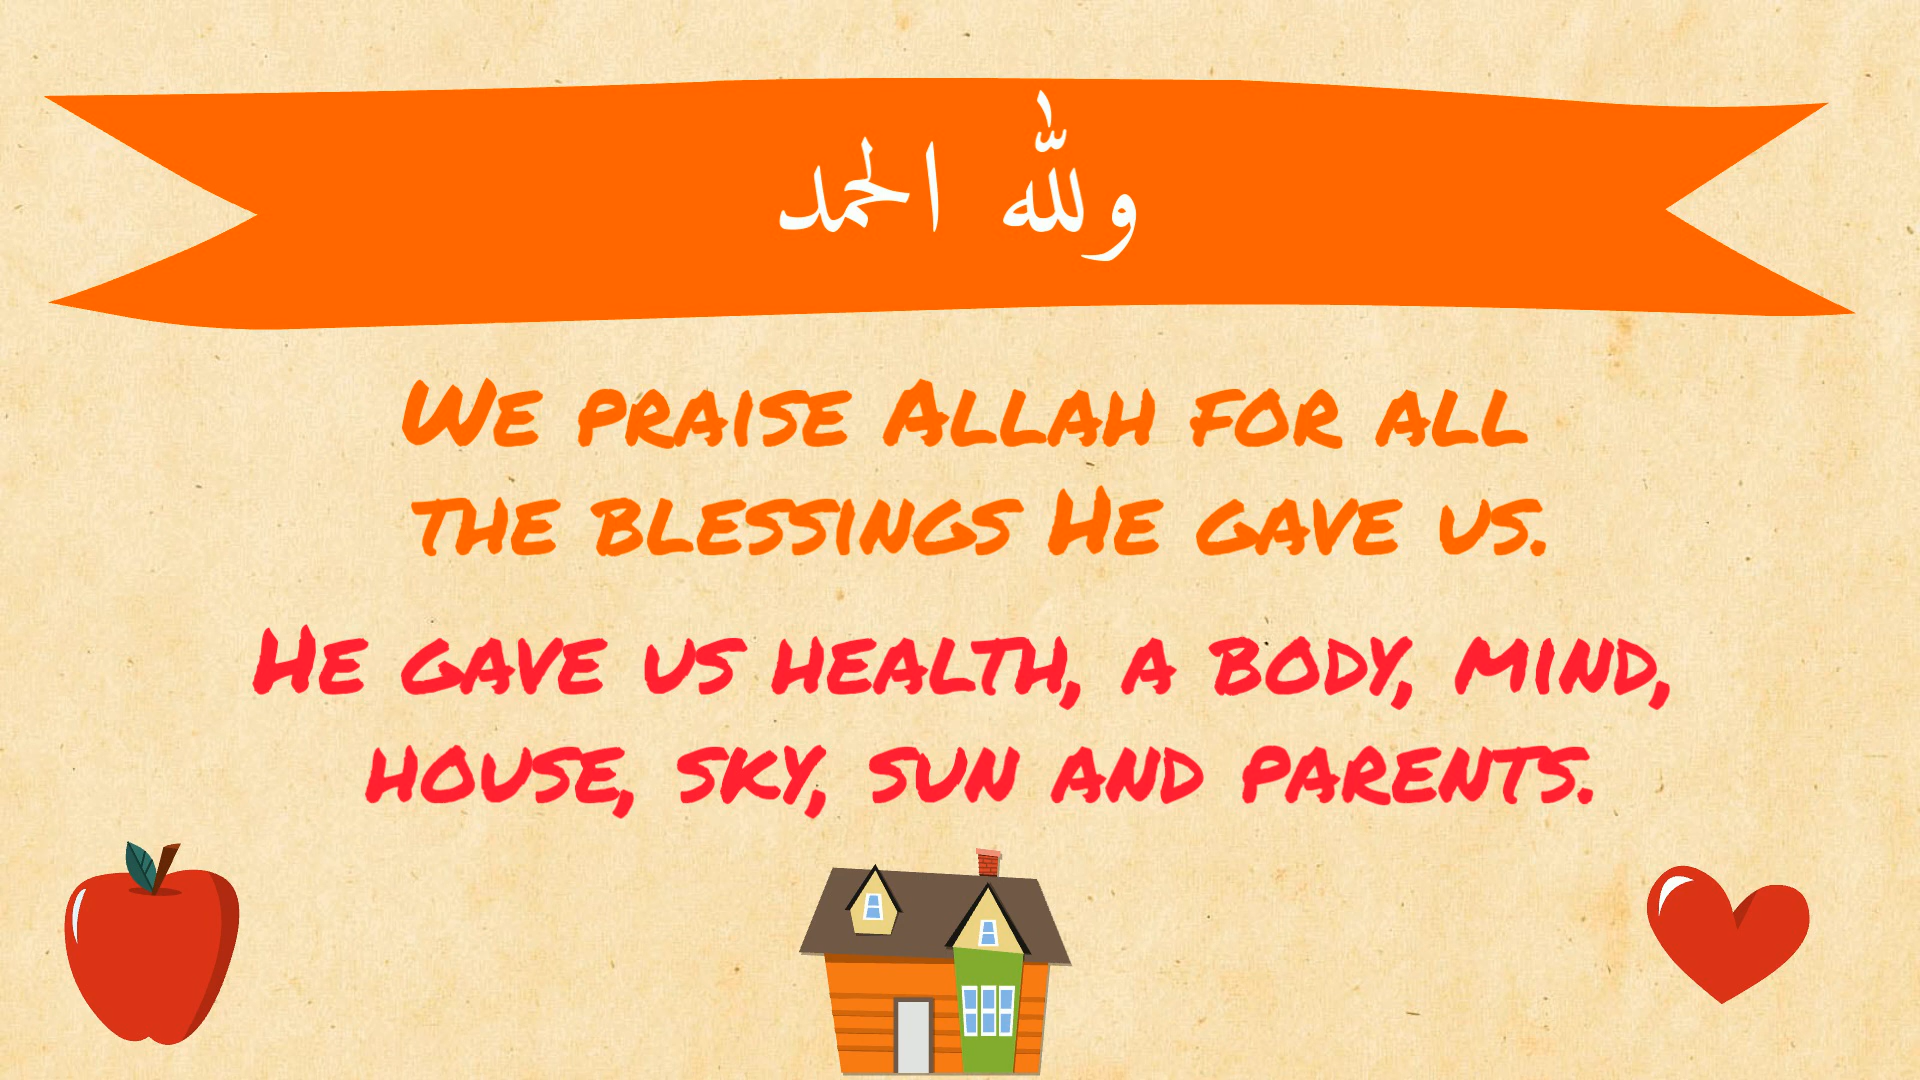 ولله الحمد
We praise Allah for all
the blessings He gave us.
He gave us health, a body, mind,
house, sky, sun and parents.